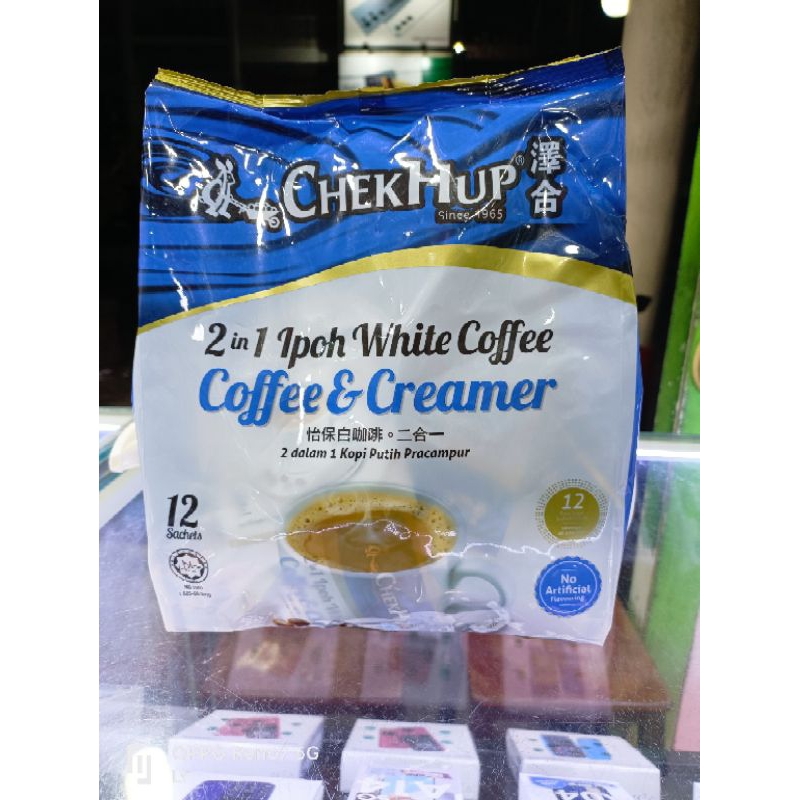 CHEKHUP®
澤合
Since 1965
2 in 1 Ipoh White Coffee
Coffee & Creamer
怡保白咖啡。二合一
2 dalam 1 Kopi Putih Pracampur
12
Sachets
12
No
Artificial
Flavouring